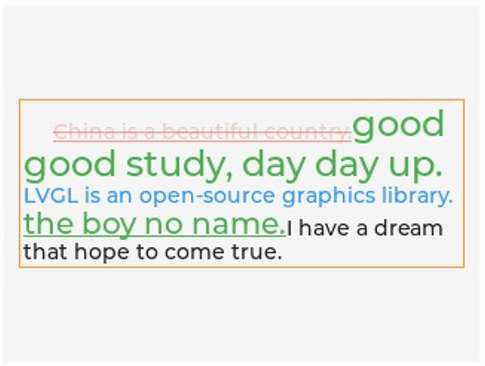 China is a beautiful country.good
good study, day day up.
LVGL is an open-source graphics library.
the boy no name.I have a dream
that hope to come true.